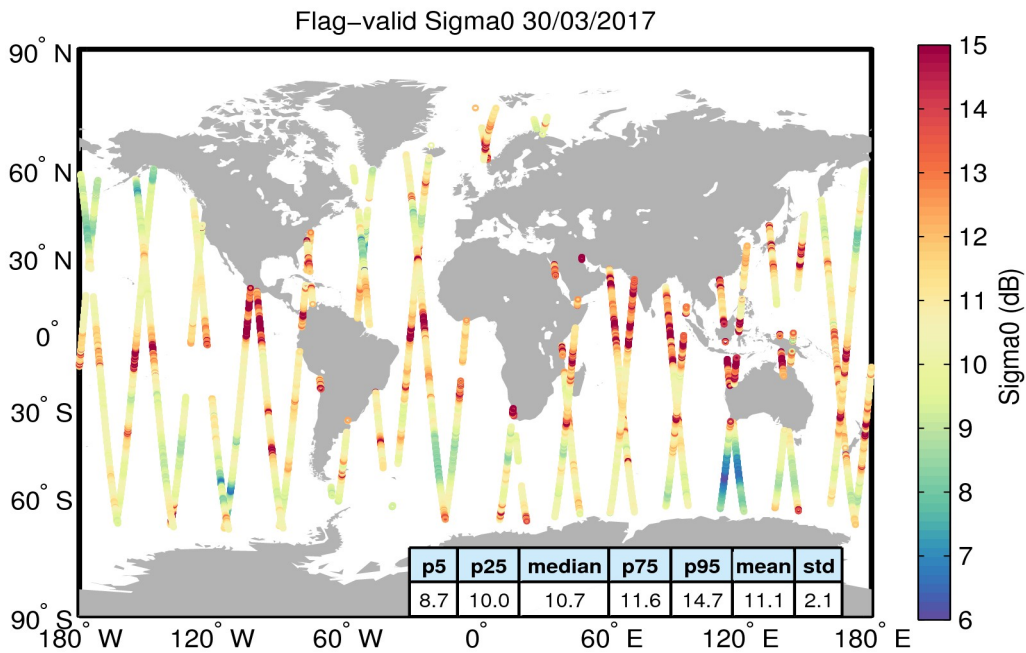 Flag−valid Sigma0 30/03/2017
90° N
60° N
30° N
0°
30° S
60° S
90° S
180° W
120° W
60° W
0°
60° E
120° E
180° E
p5 p25 median p75 p95 mean std
8.7 10.0 10.7 11.6 14.7 11.1 2.1
15
14
13
12
11
10
9
8
7
6
Sigma0 (dB)